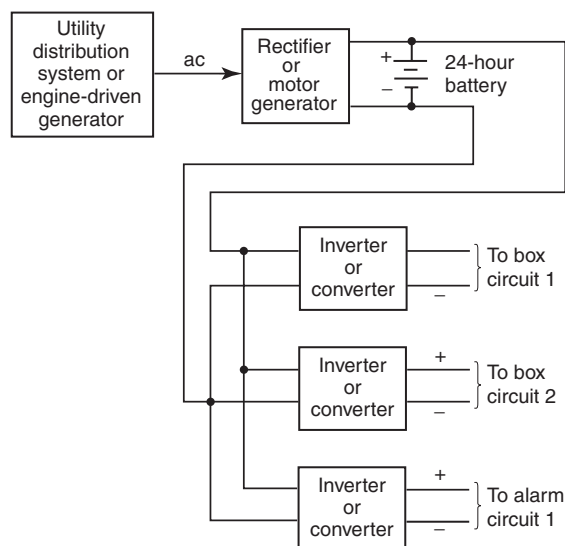 Utility
distribution
system or
engine-driven
generator
ac
Rectifier
or
motor
generator
+
–
24-hour
battery
Inverter
or
converter
–
To box
circuit 1
Inverter
or
converter
+
–
To box
circuit 2
Inverter
or
converter
+
–
To alarm
circuit 1